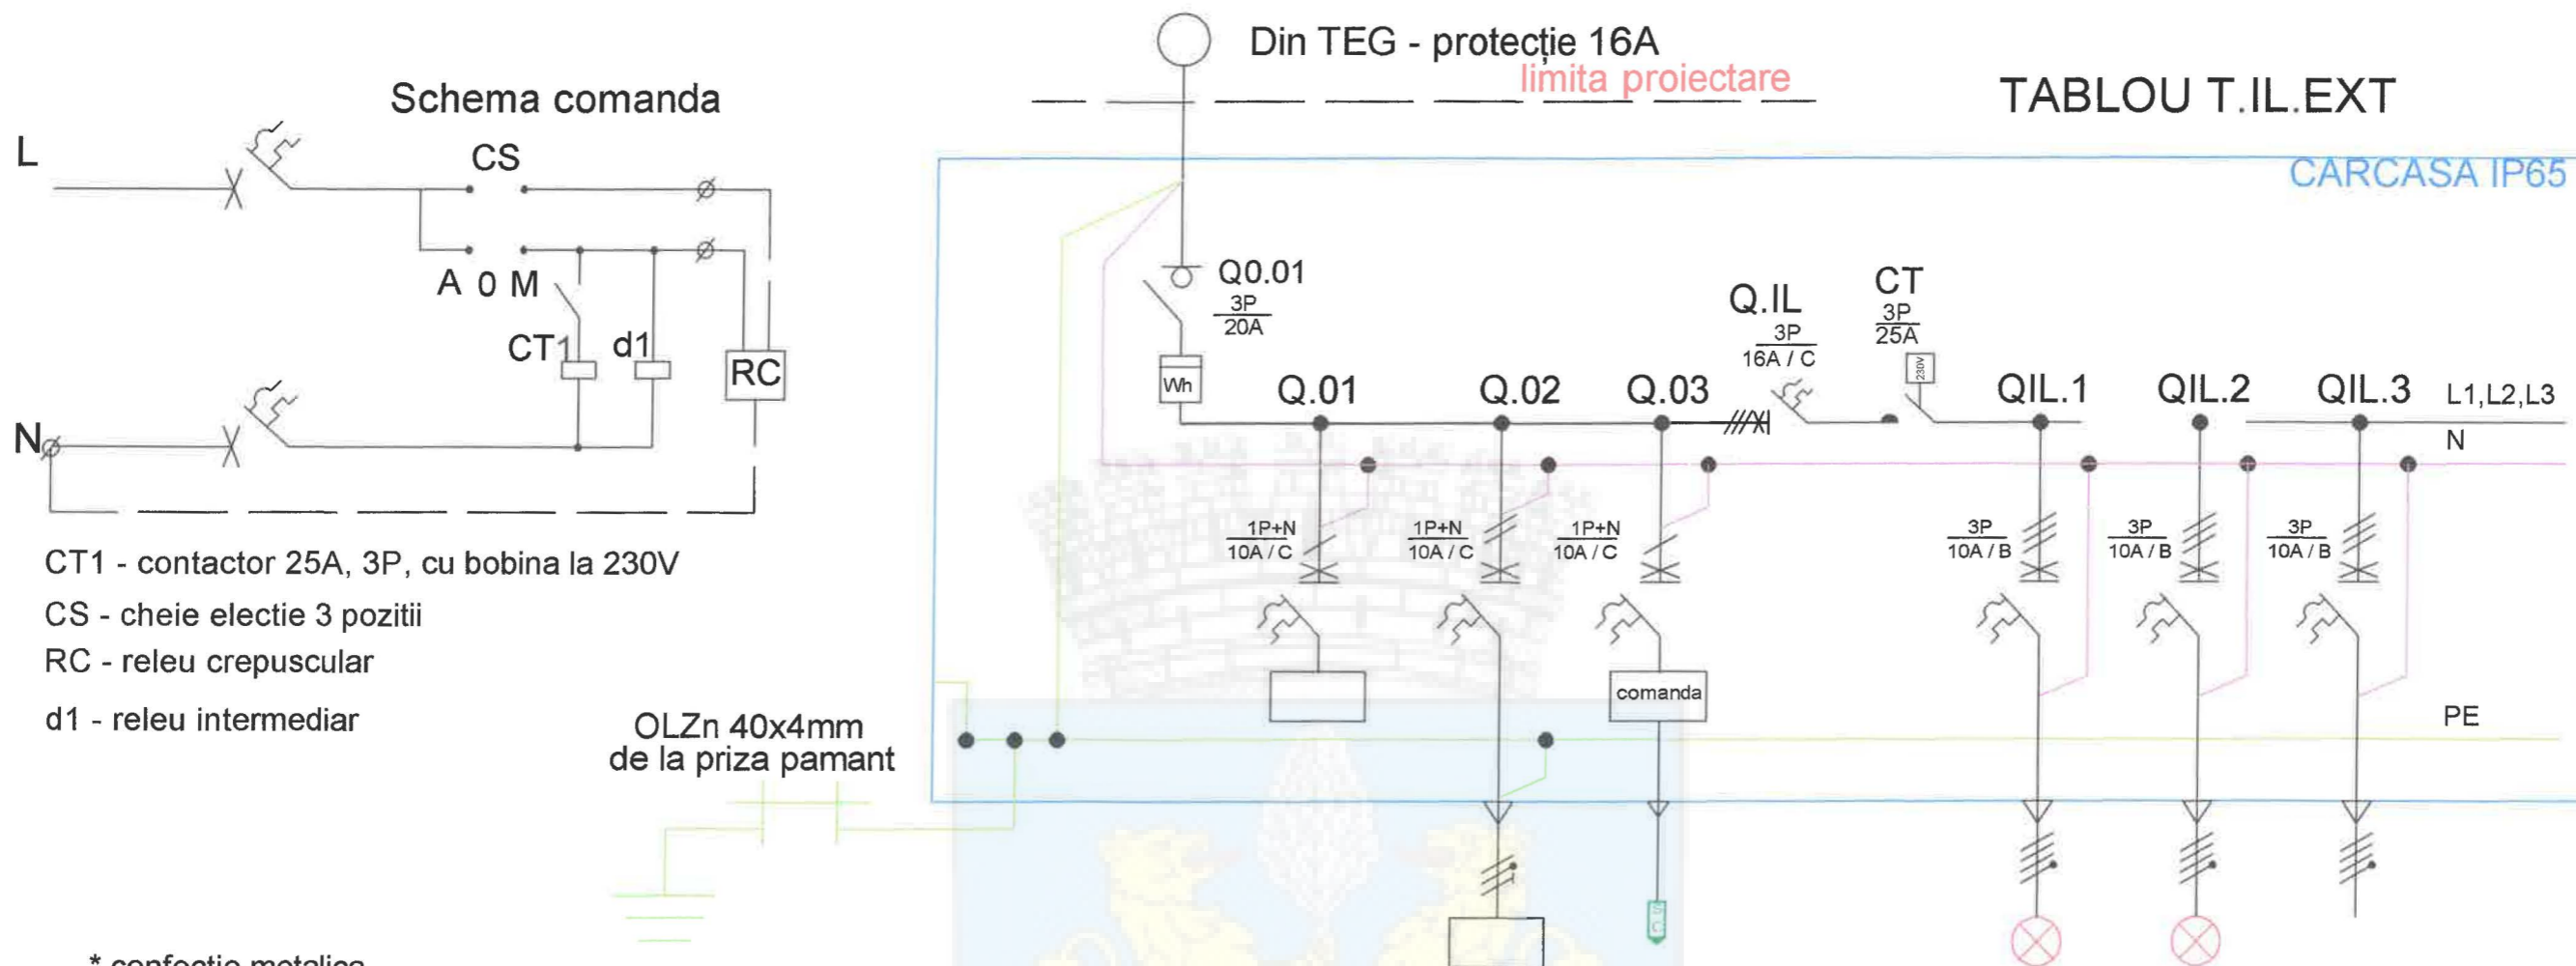 Din TEG - protecție 16A
limita proiectare
Schema comanda
TABLOU T.IL.EXT
CARCASA IP65
L
CS
A 0 M
CT1
d1
RC
N
CT1 - contactor 25A, 3P, cu bobina la 230V
CS - cheie electie 3 pozitii
RC - releu crepuscular
d1 - releu intermediar
OLZn 40x4mm
de la priza pamant
* confectie metalica
Q0.01
3P
20A
Wh
Q.01
Q.02
Q.03
Q.IL
3P
16A / C
CT
3P
25A
230V
QIL.1
QIL.2
QIL.3
L1,L2,L3
N
1P+N
10A / C
1P+N
10A / C
1P+N
10A / C
3P
10A / B
3P
10A / B
3P
10A / B
comanda
PE